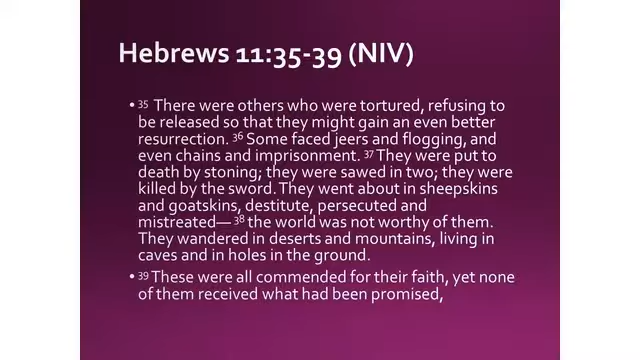 Hebrews 11:35-39 (NIV)
• 35 There were others who were tortured, refusing to
be released so that they might gain an even better
resurrection. 36 Some faced jeers and flogging, and
even chains and imprisonment. 37 They were put to
death by stoning; they were sawed in two; they were
killed by the sword. They went about in sheepskins
and goatskins, destitute, persecuted and
mistreated— 38 the world was not worthy of them.
They wandered in deserts and mountains, living in
caves and in holes in the ground.
• 39 These were all commended for their faith, yet none
of them received what had been promised,